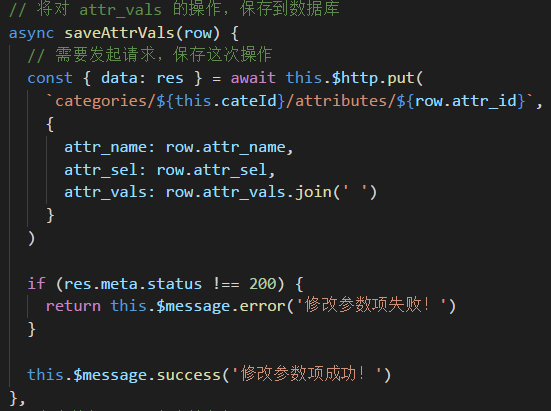 // 将对 attr_vals 的操作，保存到数据库
async saveAttrVals(row) {
// 需要发起请求，保存这次操作
const { data: res } = await this.$http.put(
`categories/${this.cateId}/attributes/${row.attr_id}`,
{
attr_name: row.attr_name,
attr_sel: row.attr_sel,
attr_vals: row.attr_vals.join(' ')
}
)
if (res.meta.status !== 200) {
return this.$message.error('修改参数项失败！')
}
this.$message.success('修改参数项成功！')
},